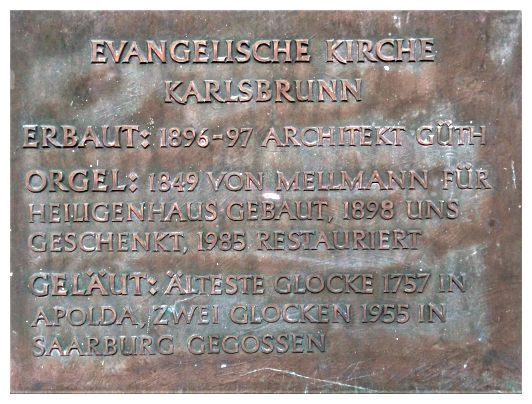 EVANGELISCHE KIRCHE
KARLSBRUNN
ERBAUT: 1896-97 ARCHITEKT GÜTH
ORGEL: 1849 VON MELLMANN FÜR
HEILIGENHAUS GEBAUT, 1898 UNS
GESCHENKT, 1985 RESTAURIERT
GELÄUT: ÄLTESTE GLOCKE 1757 IN
APOLDA, ZWEI GLOCKEN 1955 IN
SAARBURG GEGOSSEN